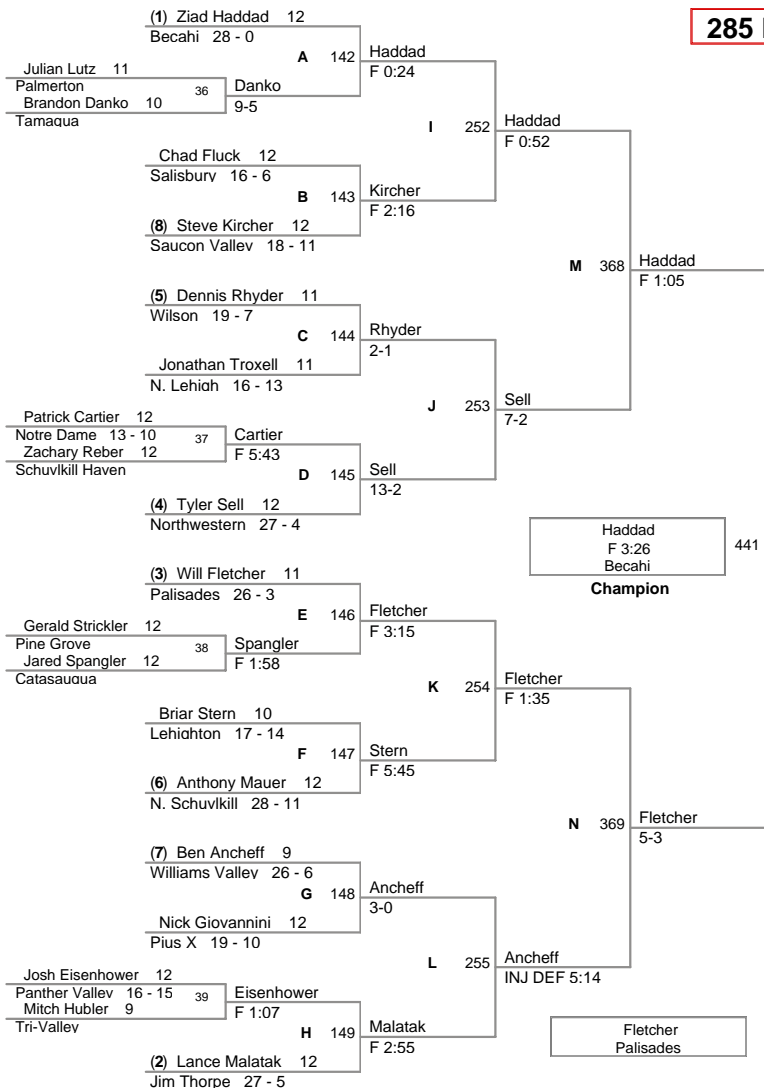 (1) Ziad Haddad 12
Becahi 28 - 0
285
A 142
Haddad
F 0:24
Julian Lutz 11
Palmerton
36
Brandon Danko 10
Tamaqua
Danko
9-5
I 252
Haddad
F 0:52
Chad Fluck 12
Salisbury 16 - 6
B 143
Kircher
F 2:16
(8) Steve Kircher 12
Saucon Valley 18 - 11
M 368
Haddad
F 1:05
(5) Dennis Rhyder 11
Wilson 19 - 7
C 144
Rhyder
2-1
Jonathan Troxell 11
N. Lehigh 16 - 13
J 253
Sell
7-2
Patrick Cartier 12
Notre Dame 13 - 10
37
Zachary Reber 12
Schuylkill Haven
Cartier
F 5:43
D 145
Sell
13-2
(4) Tyler Sell 12
Northwestern 27 - 4
Haddad
F 3:26
Becahi
441
Champion
(3) Will Fletcher 11
Palisades 26 - 3
E 146
Fletcher
F 3:15
Gerald Strickler 12
Pine Grove
38
Jared Spangler 12
Catasauqua
Spangler
F 1:58
K 254
Fletcher
F 1:35
Briar Stern 10
Lehighton 17 - 14
F 147
Stern
F 5:45
(6) Anthony Mauer 12
N. Schuylkill 28 - 11
N 369
Fletcher
5-3
(7) Ben Ancheff 9
Williams Valley 26 - 6
G 148
Ancheff
3-0
Nick Giovannini 12
Pius X 19 - 10
L 255
Ancheff
INJ DEF 5:14
Josh Eisenhower 12
Panther Valley 16 - 15
39
Mitch Hubler 9
Tri-Valley
Eisenhower
F 1:07
H 149
Malatak
F 2:55
(2) Lance Malatak 12
Jim Thorpe 27 - 5
Fletcher
Palisades